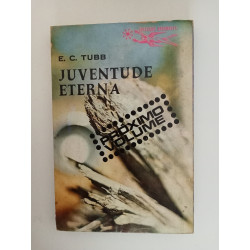 E. C. TUBB
JUVENTUDE
ETERNA
PRÓXIMO
VOLUME